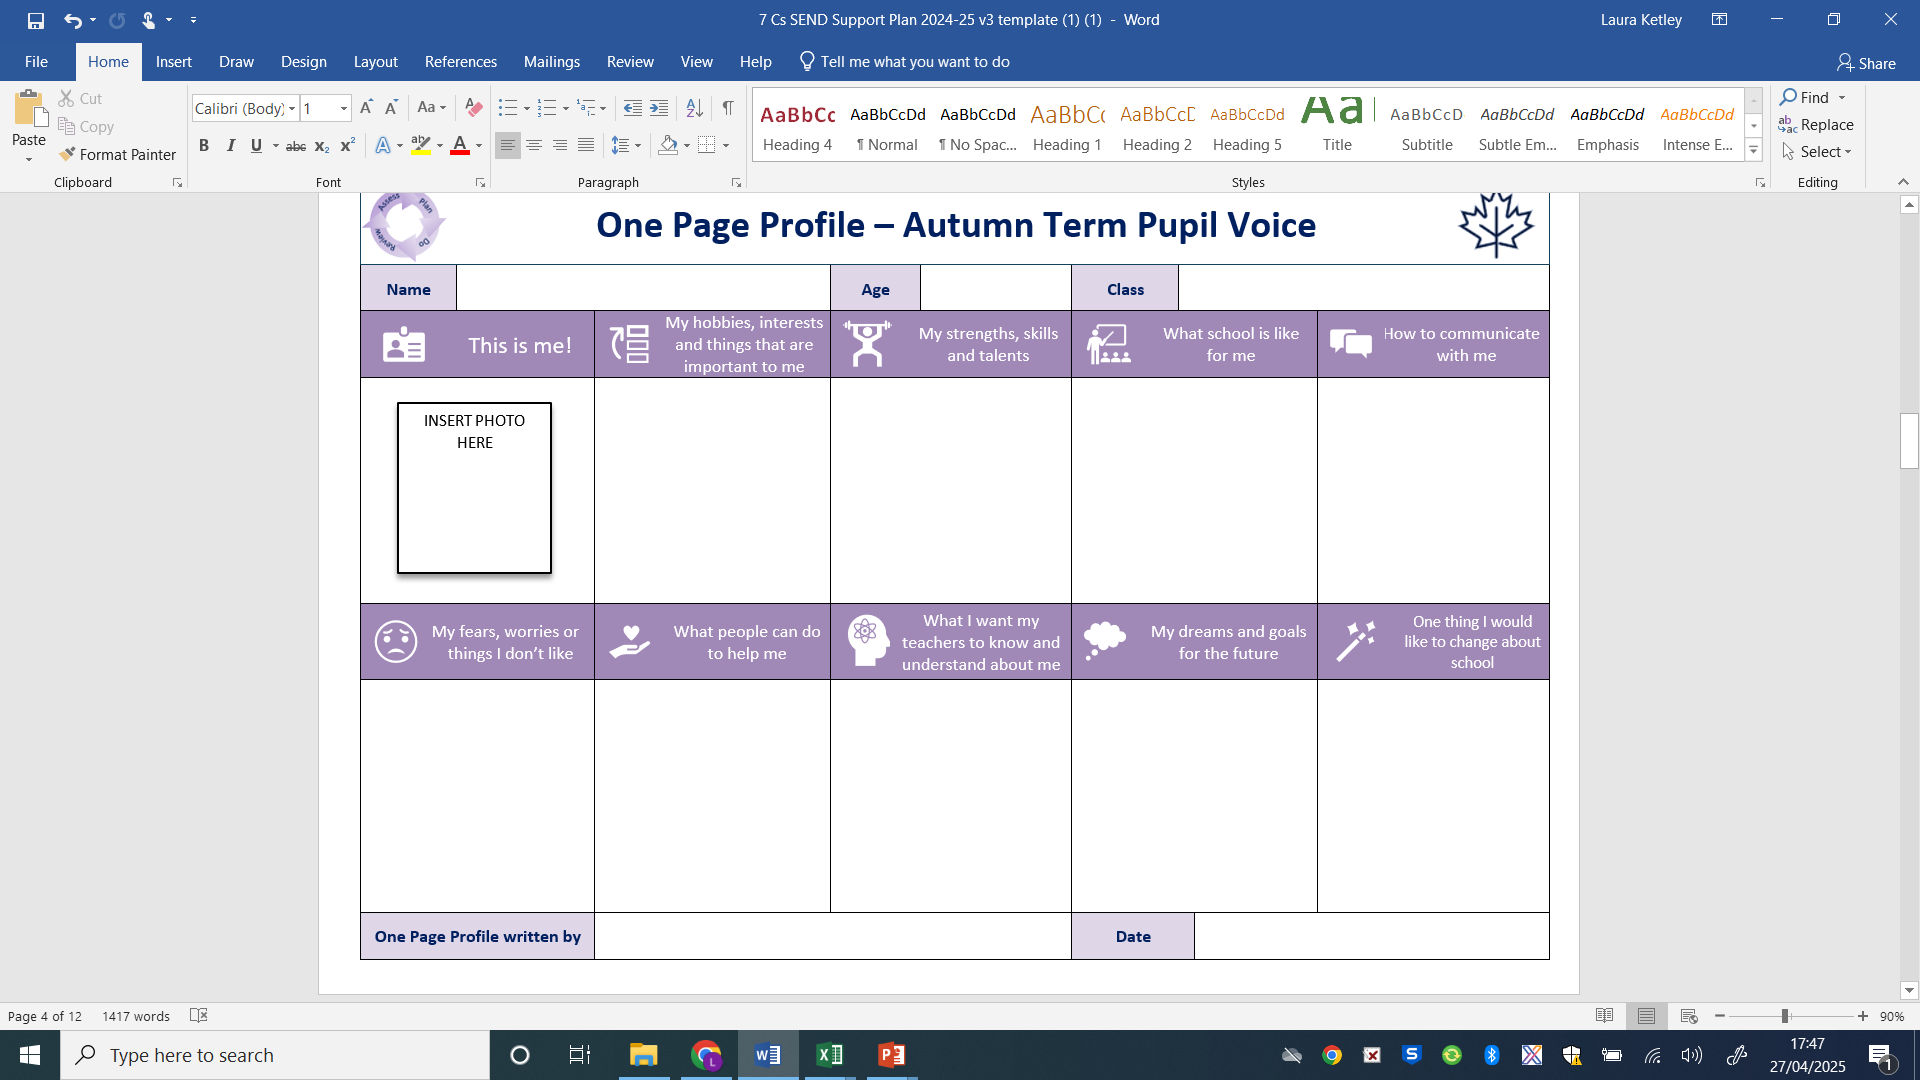 7 Cs SEND Support Plan 2024-25 v3 template (1) (1) - Word
Laura Ketley
File Home Insert Draw Design Layout References Mailings Review View Help Tell me what you want to do
Share
Paste
Cut
Copy
Format Painter
Clipboard
Calibri (Body) 1
Font
Paragraph
AaBbCc AaBbCcDd AaBbCcDd AaBbCc AaBbCcE AaBbCcDd Aa AaBbCcD AaBbCcDd AaBbCcDd AaBbCcDd
Heading 4 ¶ Normal ¶ No Spac... Heading 1 Heading 2 Heading 5 Title Subtitle Subtle Em... Emphasis Intense E...
Styles
Find
Replace
Select
Editing
Assess Plan Do Review
One Page Profile – Autumn Term Pupil Voice
Name Age Class
This is me!
My hobbies, interests
and things that are
important to me
My strengths, skills
and talents
What school is like
for me
How to communicate
with me
INSERT PHOTO
HERE
My fears, worries or
things I don’t like
What people can do
to help me
What I want my
teachers to know and
understand about me
My dreams and goals
for the future
One thing I would
like to change about
school
One Page Profile written by Date
Page 4 of 12 1417 words
90%
Type here to search
17:47
27/04/2025
1